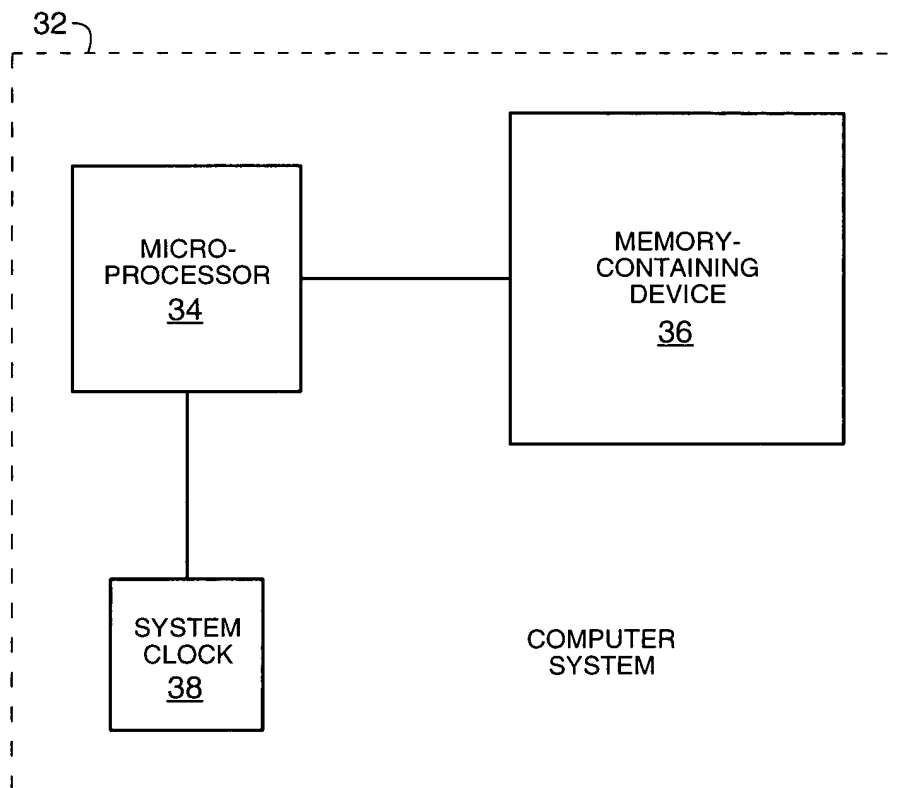 32
MICRO-
PROCESSOR
34
MEMORY-
CONTAINING
DEVICE
36
SYSTEM
CLOCK
38
COMPUTER
SYSTEM